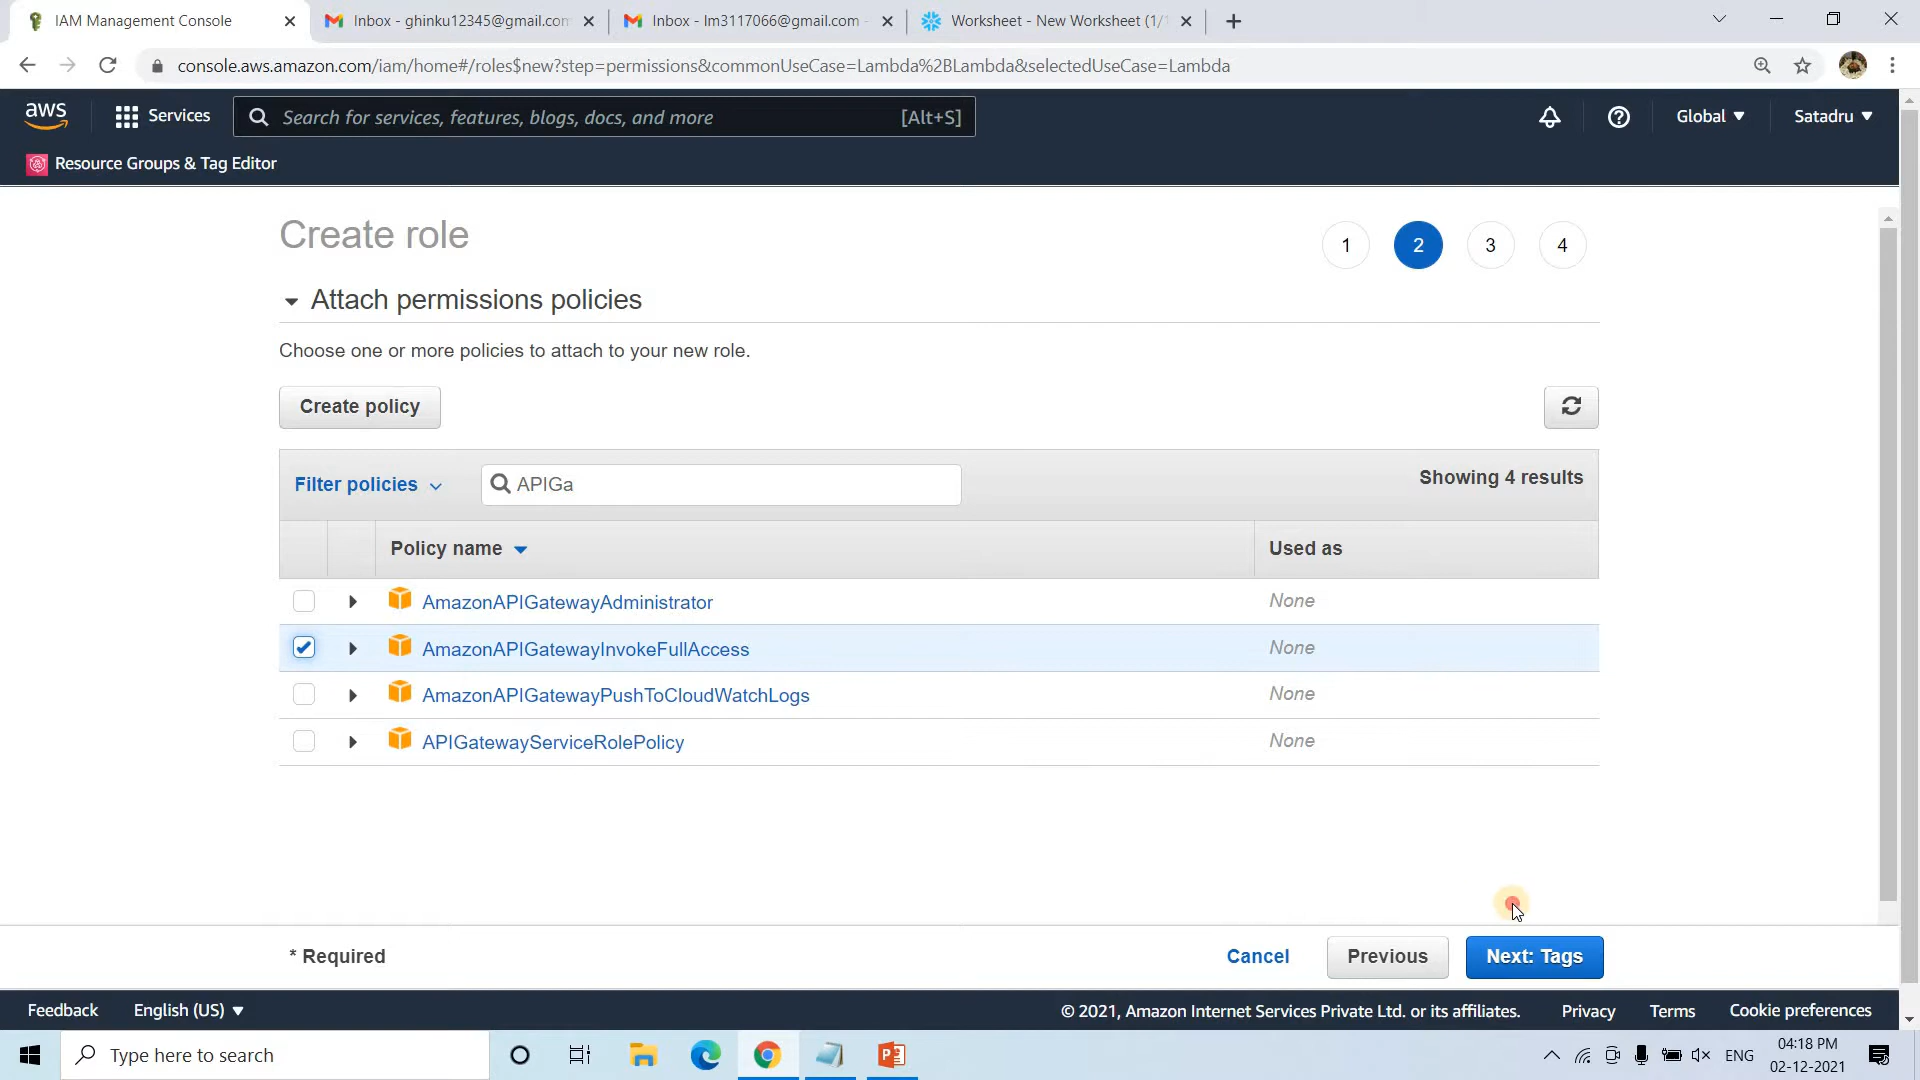 IAM Management Console
Inbox - ghinku12345@gmail.com
Inbox - lm3117066@gmail.com -
Worksheet - New Worksheet (1/1
console.aws.amazon.com/iam/home#/roles$new?step=permissions&commonUseCase=Lambda%2BLambda&selectedUseCase=Lambda
aws
Services
Search for services, features, blogs, docs, and more
[Alt+S]
Global
Satadru
Resource Groups & Tag Editor
Create role
1
2
3
4
Attach permissions policies
Choose one or more policies to attach to your new role.
Create policy
Filter policies
APIGa
Showing 4 results
Policy name
Used as
AmazonAPIGatewayAdministrator
None
AmazonAPIGatewayInvokeFullAccess
None
AmazonAPIGatewayPushToCloudWatchLogs
None
APIGatewayServiceRolePolicy
None
* Required
Cancel
Previous
Next: Tags
Feedback
English (US)
© 2021, Amazon Internet Services Private Ltd. or its affiliates.
Privacy
Terms
Cookie preferences
Type here to search
ENG
04:18 PM
02-12-2021